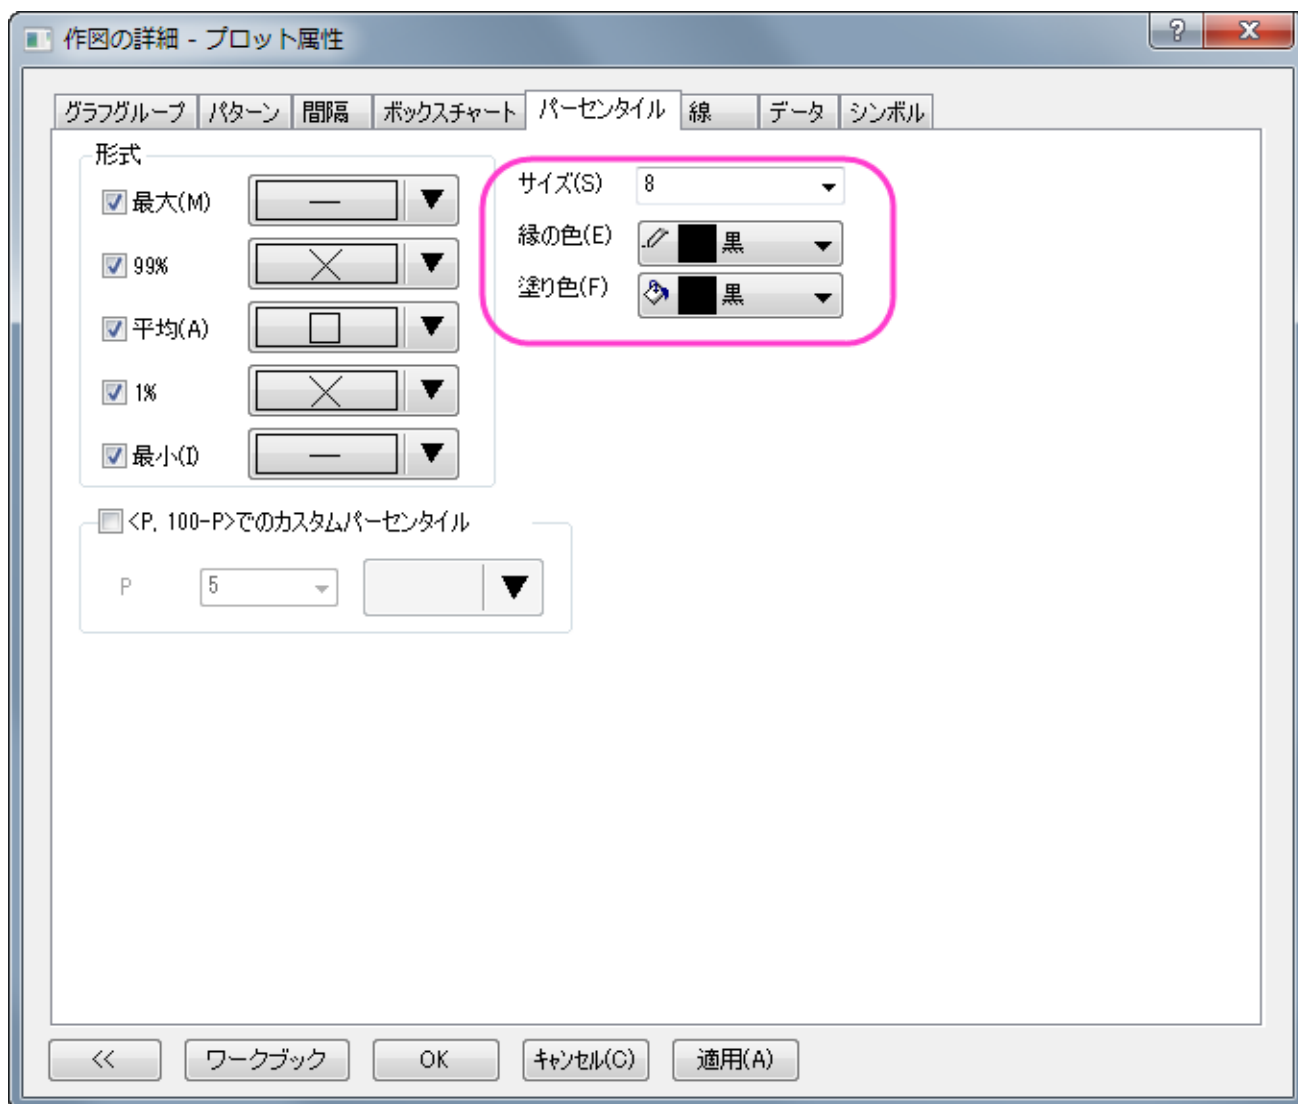 作図の詳細 - プロット属性
グラフグループ パターン 間隔 ボックスチャート パーセンタイル 線 データ シンボル
形式
最大(M)
99%
平均(A)
1%
最小(I)
サイズ(S) 8
縁の色(E) 黒
塗り色(F) 黒
<P, 100-P>でのカスタムパーセンタイル
P 5
<< ワークブック OK キャンセル(C) 適用(A)